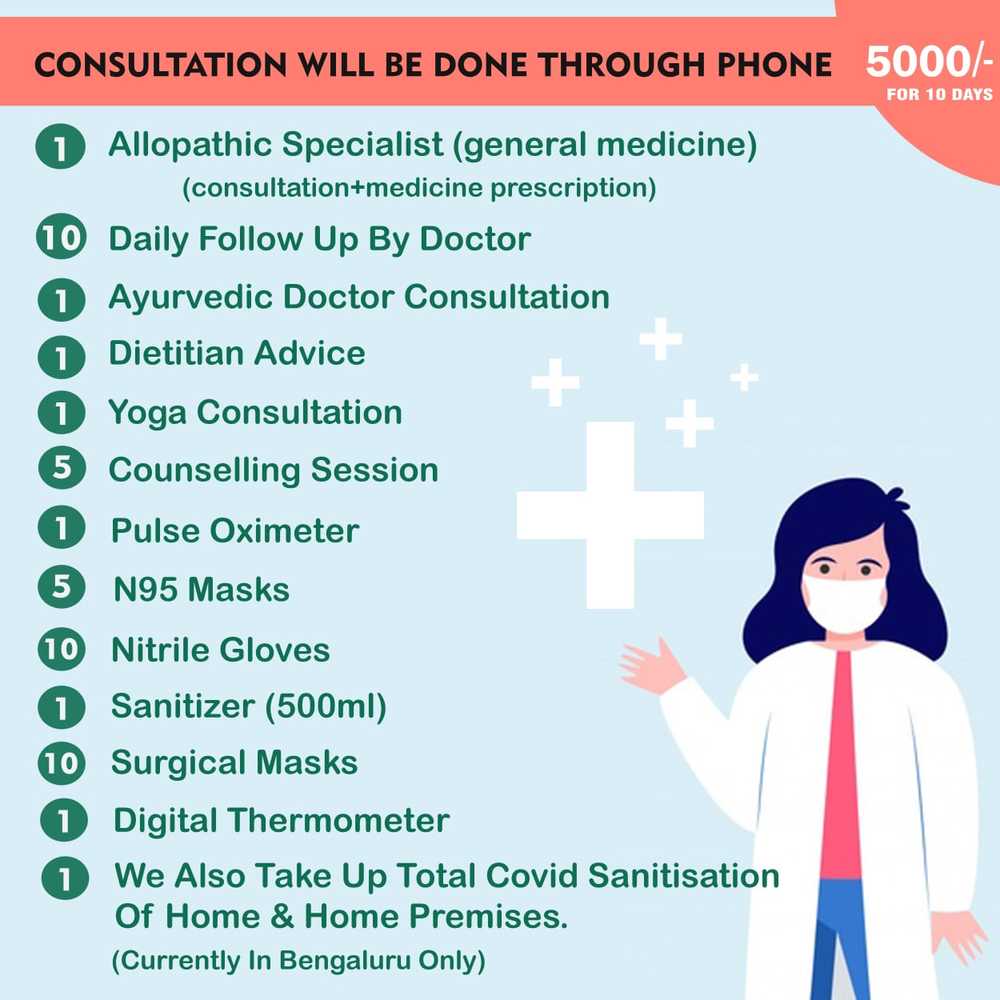 CONSULTATION WILL BE DONE THROUGH PHONE
5000/-
FOR 10 DAYS
1 Allopathic Specialist (general medicine)
(consultation+medicine prescription)
10 Daily Follow Up By Doctor
1 Ayurvedic Doctor Consultation
1 Dietitian Advice
1 Yoga Consultation
5 Counselling Session
1 Pulse Oximeter
5 N95 Masks
10 Nitrile Gloves
1 Sanitizer (500ml)
10 Surgical Masks
1 Digital Thermometer
1 We Also Take Up Total Covid Sanitisation
Of Home & Home Premises.
(Currently In Bengaluru Only)